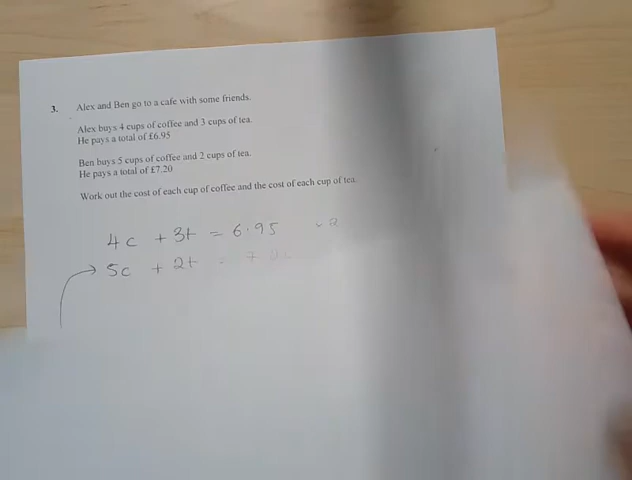 3. Alex and Ben go to a cafe with some friends.
Alex buys 4 cups of coffee and 3 cups of tea.
He pays a total of £6.95
Ben buys 5 cups of coffee and 2 cups of tea.
He pays a total of £7.20
Work out the cost of each cup of coffee and the cost of each cup of tea.
4c + 3t = 6.95
5c + 2t